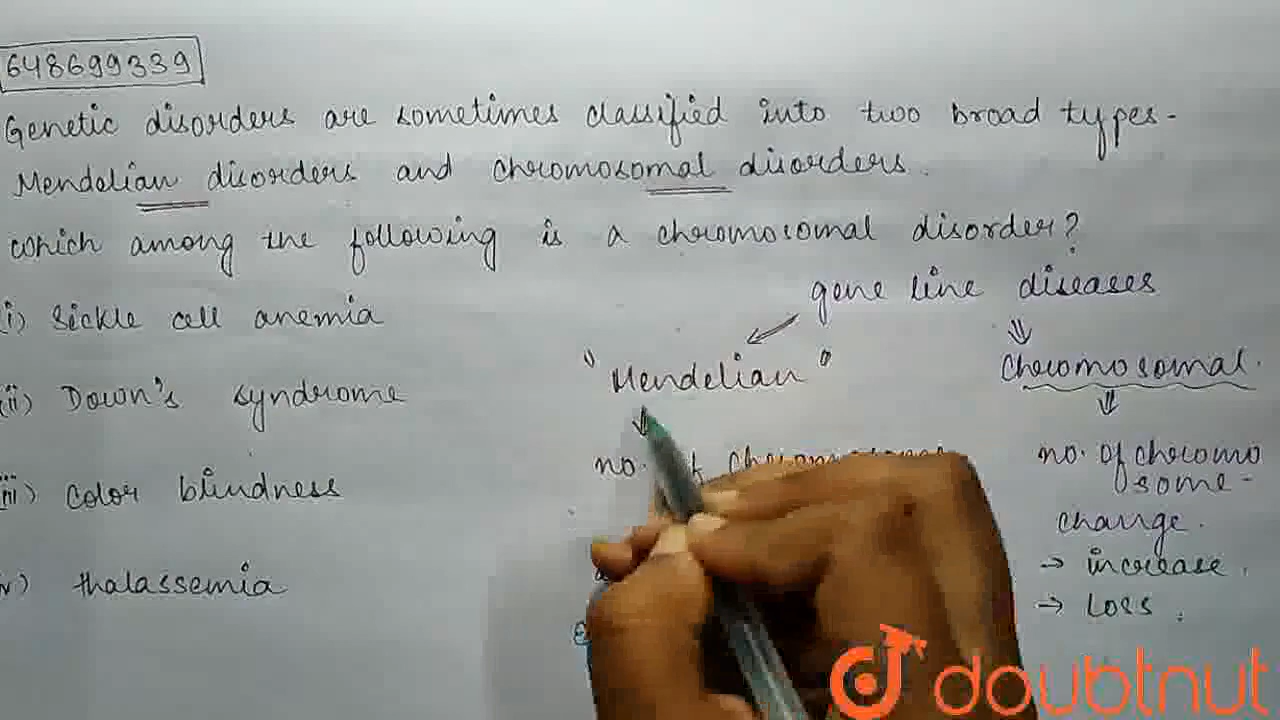 648699339
Genetic disorders are sometimes classified into two broad types-
Mendelian disorders and chromosomal disorders.
which among the following is a chromosomal disorder?
(i) Sickle cell anemia
(ii) Down's syndrome
(iii) Color blindness
iv) thalassemia
gene line diseases
"Mendelian"
no. of
Chromosomal.
no. of chromo
some-
change.
→ increase.
→ Loss.
doubtnut